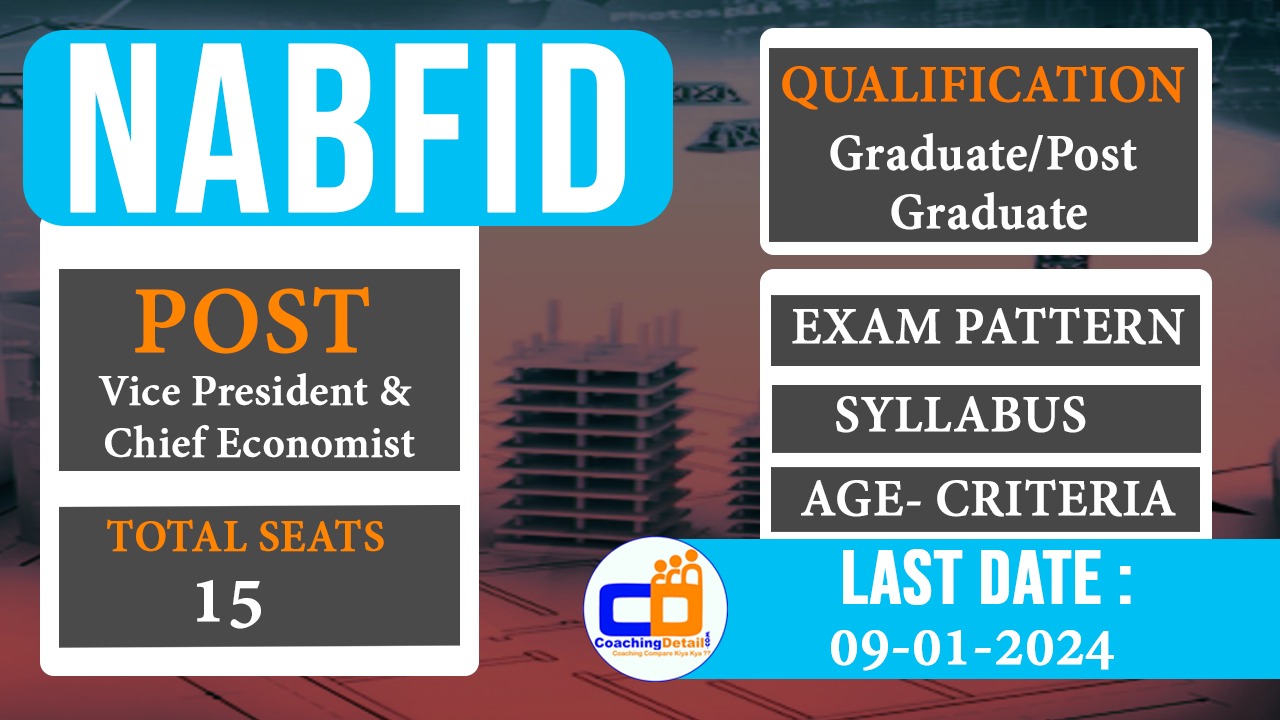 NABFID
POST
Vice President &
Chief Economist
TOTAL SEATS
15
QUALIFICATION
Graduate/Post
Graduate
EXAM PATTERN
SYLLABUS
AGE- CRITERIA
LAST DATE :
09-01-2024
CoachingDetail.com
Coaching Compare Kiya Kya ??